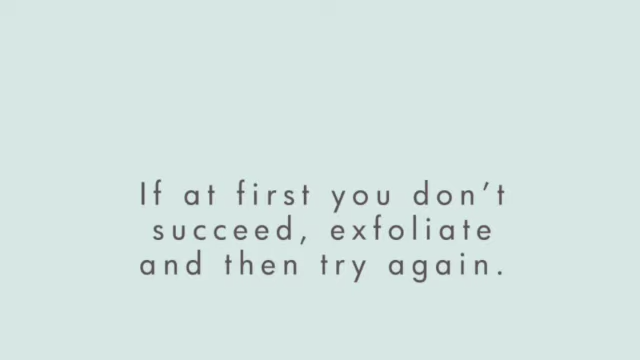 If at first you don’t
succeed, exfoliate
and then try again.